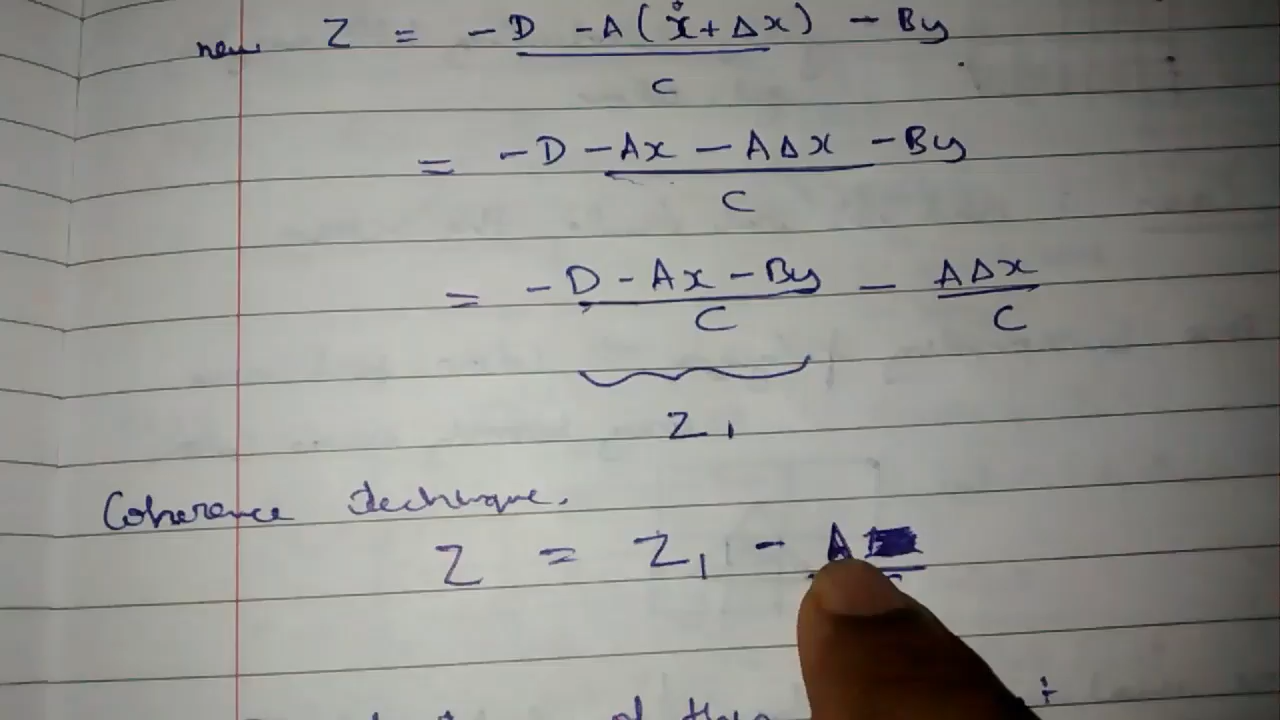 new Z = -D -A(x+Δx) - By
C
= -D -Ax - AΔx - By
C
= -D - Ax - By - AΔx
C C
Z1
Coherence technique.
Z = Z1 - A